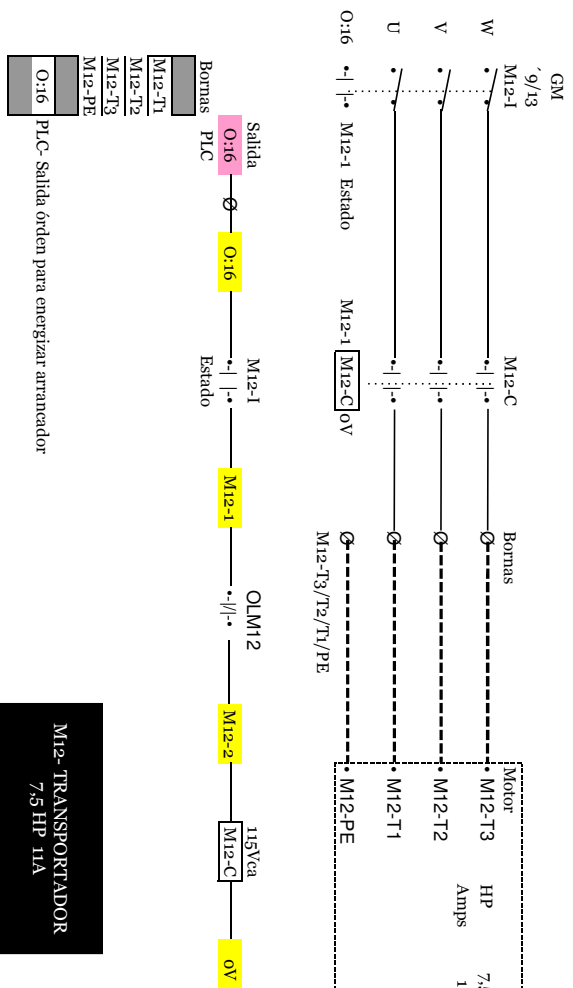 GM
´ 9/13
M12-I
M12-C
Bornas
Motor
W
M12-T3
HP
V
M12-T2
Amps
U
M12-T1
O:16
M12-1 Estado
M12-1
M12-C
0V
M12-PE
M12-T3/T2/T1/PE
Salida
M12-I
OLM12
115Vca
O:16
O:16
M12-1
M12-2
M12-C
0V
PLC
Estado
Bornas
M12-T1
M12-T2
M12-T3
M12-PE
O:16
PLC- Salida órden para energizar arrancador
M12- TRANSPORTADOR
7,5 HP 11A